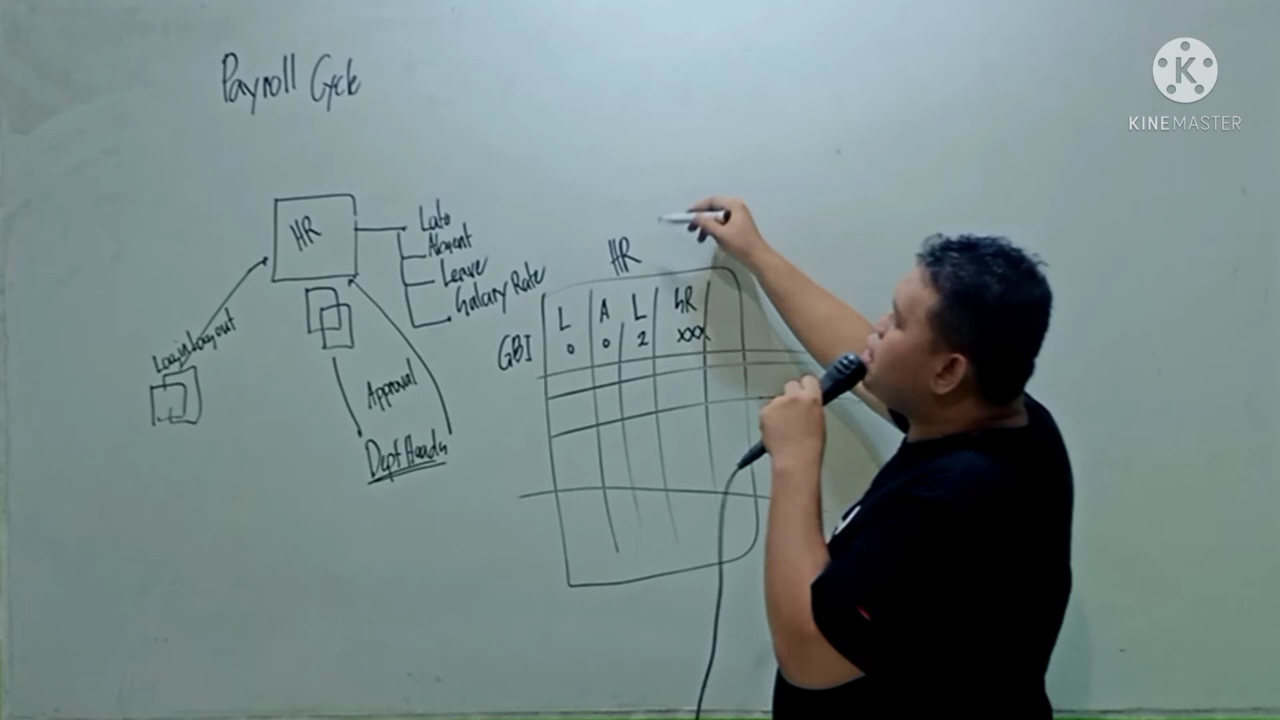 Payroll Cycle
HR
Late
Absent
Leave
Salary Rate
Login Logout
Approval
Dept Heads
HR
L A L SR
GBI 0 0 2 xxx
K
KINEMASTER